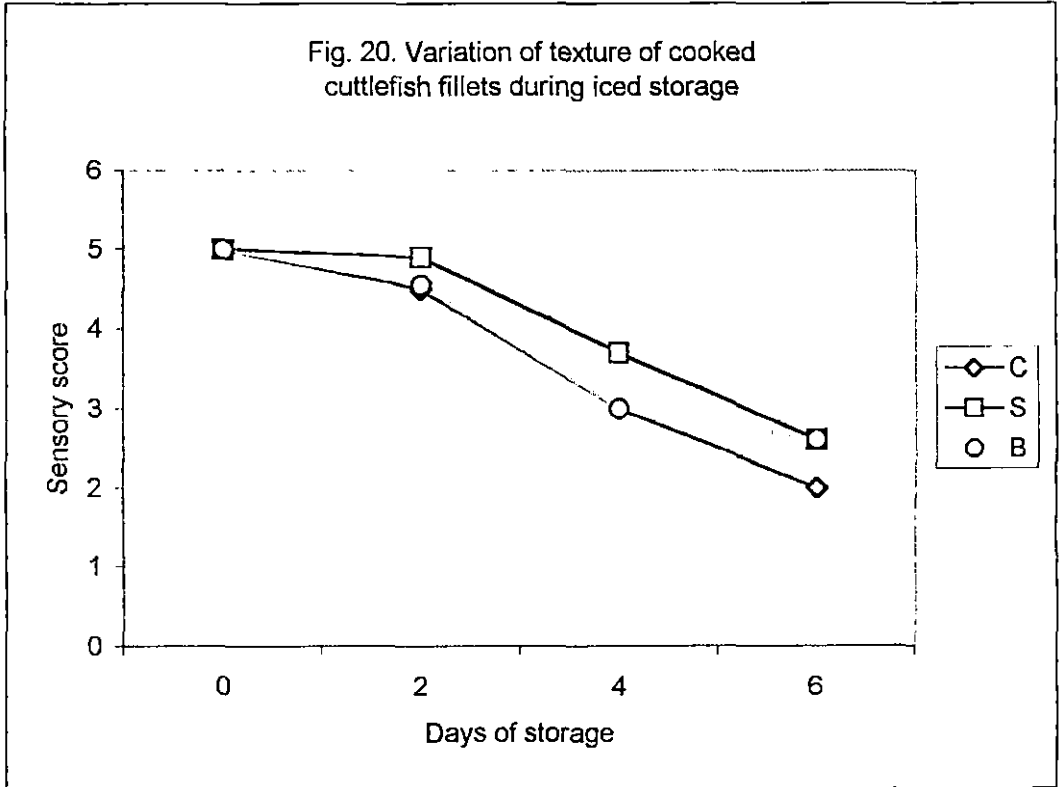 Fig. 20. Variation of texture of cooked
cuttlefish fillets during iced storage
6
5
4
3
2
1
0
Sensory score
0 2 4 6
Days of storage
C
S
B